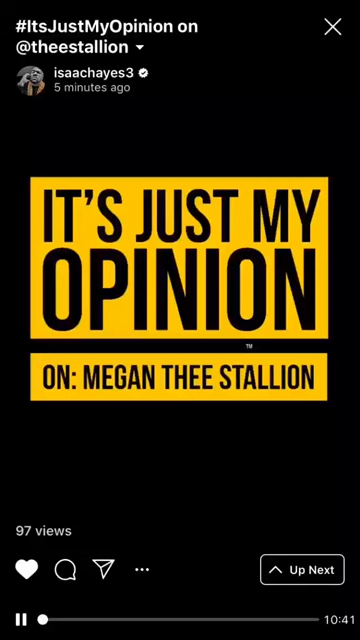 #ItsJustMyOpinion on
@theestallion
isaachayes3
5 minutes ago
IT'S JUST MY
OPINION
TM
ON: MEGAN THEE STALLION
97 views
Up Next
10:41